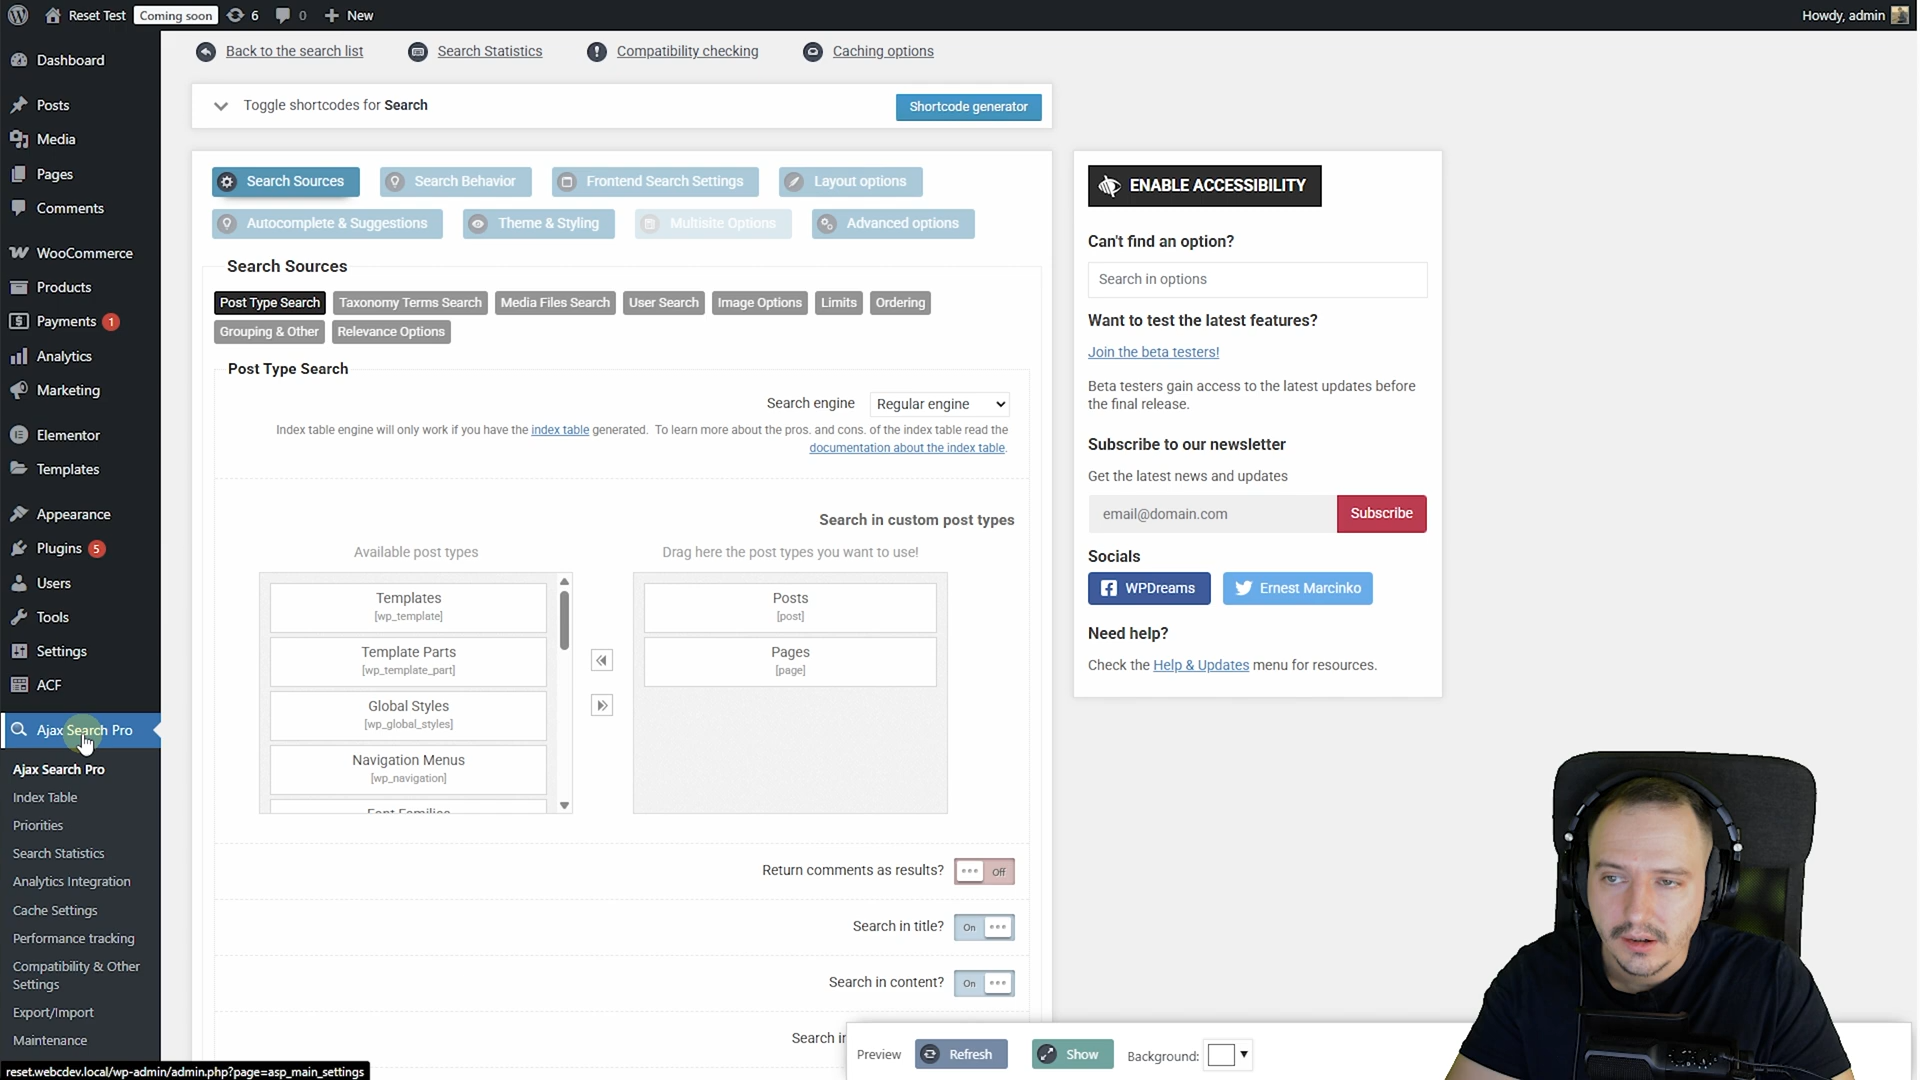 Reset Test
Coming soon
6
0
New
Howdy, admin
Dashboard
Posts
Media
Pages
Comments
WooCommerce
Products
Payments 1
Analytics
Marketing
Elementor
Templates
Appearance
Plugins 5
Users
Tools
Settings
ACF
Ajax Search Pro
Ajax Search Pro
Index Table
Priorities
Search Statistics
Analytics Integration
Cache Settings
Performance tracking
Compatibility & Other
Settings
Export/Import
Maintenance
reset.webcdev.local/wp-admin/admin.php?page=asp_main_settings
Back to the search list
Search Statistics
Compatibility checking
Caching options
Toggle shortcodes for Search
Shortcode generator
Search Sources
Search Behavior
Frontend Search Settings
Layout options
Autocomplete & Suggestions
Theme & Styling
Multisite Options
Advanced options
Search Sources
Post Type Search
Taxonomy Terms Search
Media Files Search
User Search
Image Options
Limits
Ordering
Grouping & Other
Relevance Options
Post Type Search
Search engine
Regular engine
Index table engine will only work if you have the index table generated. To learn more about the pros. and cons. of the index table read the
documentation about the index table.
Search in custom post types
Available post types
Drag here the post types you want to use!
Templates
[wp_template]
Template Parts
[wp_template_part]
Global Styles
[wp_global_styles]
Navigation Menus
[wp_navigation]
Font Families
Posts
[post]
Pages
[page]
Return comments as results?
Off
Search in title?
On
Search in content?
On
Search in
Preview
Refresh
Show
Background:
ENABLE ACCESSIBILITY
Can't find an option?
Search in options
Want to test the latest features?
Join the beta testers!
Beta testers gain access to the latest updates before
the final release.
Subscribe to our newsletter
Get the latest news and updates
email@domain.com
Subscribe
Socials
WPDreams
Ernest Marcinko
Need help?
Check the Help & Updates menu for resources.